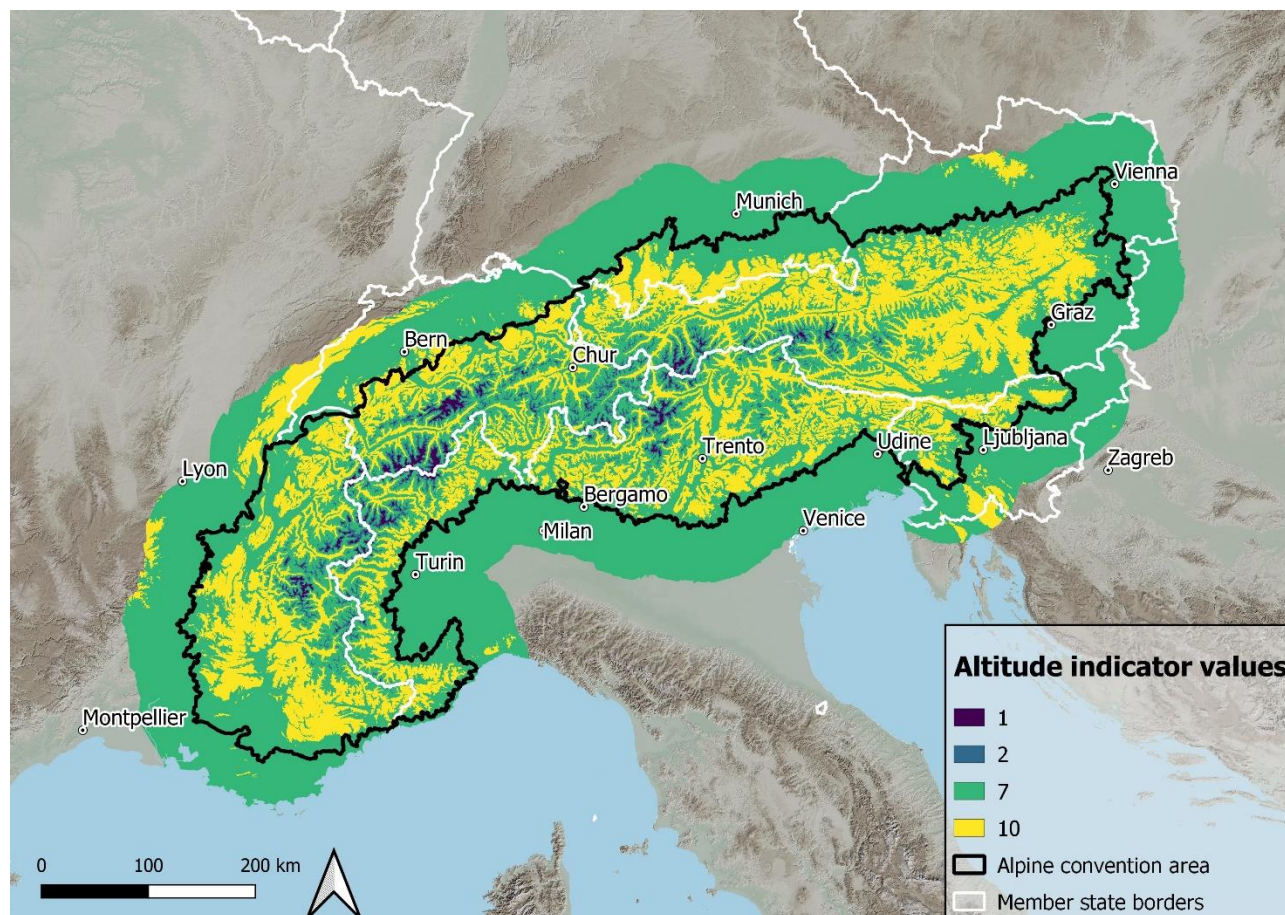 Vienna
Munich
Graz
Bern
Chur
Trento
Udine
Ljubljana
Zagreb
Lyon
Bergamo
Milan
Venice
Turin
Montpellier
Altitude indicator values
1
2
7
10
Alpine convention area
Member state borders
0 100 200 km